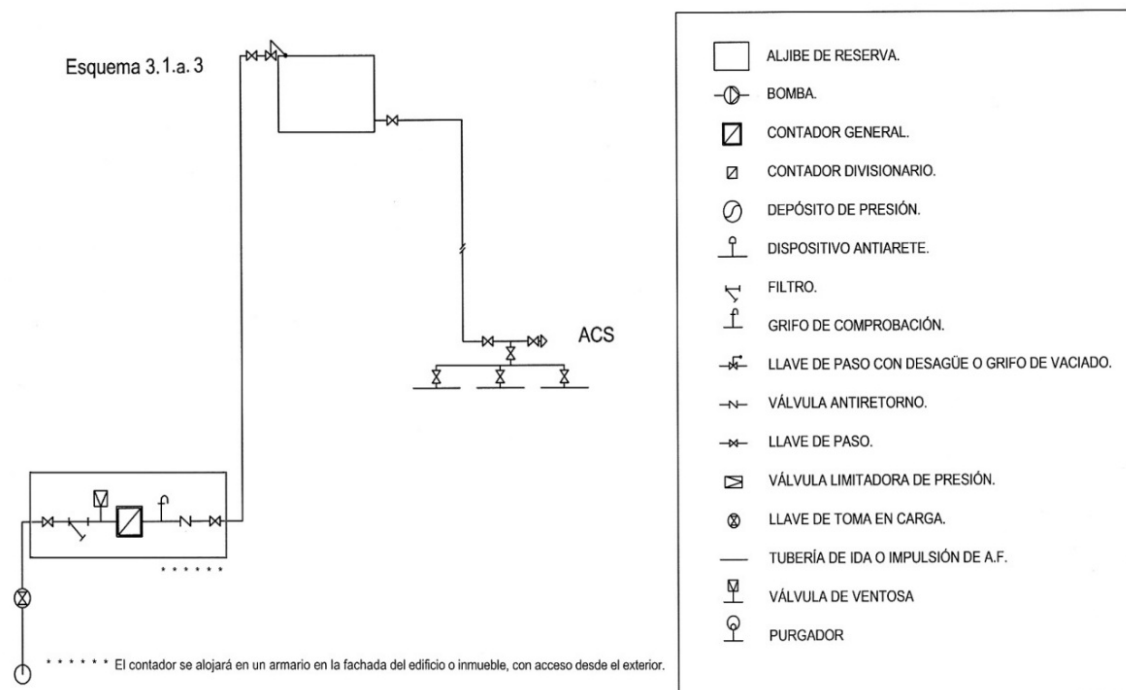 Esquema 3.1.a.3
ACS
* * * * * *
* * * * * * El contador se alojará en un armario en la fachada del edificio o inmueble, con acceso desde el exterior.
ALJIBE DE RESERVA.
BOMBA.
CONTADOR GENERAL.
CONTADOR DIVISIONARIO.
DEPÓSITO DE PRESIÓN.
DISPOSITIVO ANTIARETE.
FILTRO.
GRIFO DE COMPROBACIÓN.
LLAVE DE PASO CON DESAGÜE O GRIFO DE VACIADO.
VÁLVULA ANTIRETORNO.
LLAVE DE PASO.
VÁLVULA LIMITADORA DE PRESIÓN.
LLAVE DE TOMA EN CARGA.
TUBERÍA DE IDA O IMPULSIÓN DE A.F.
VÁLVULA DE VENTOSA
PURGADOR